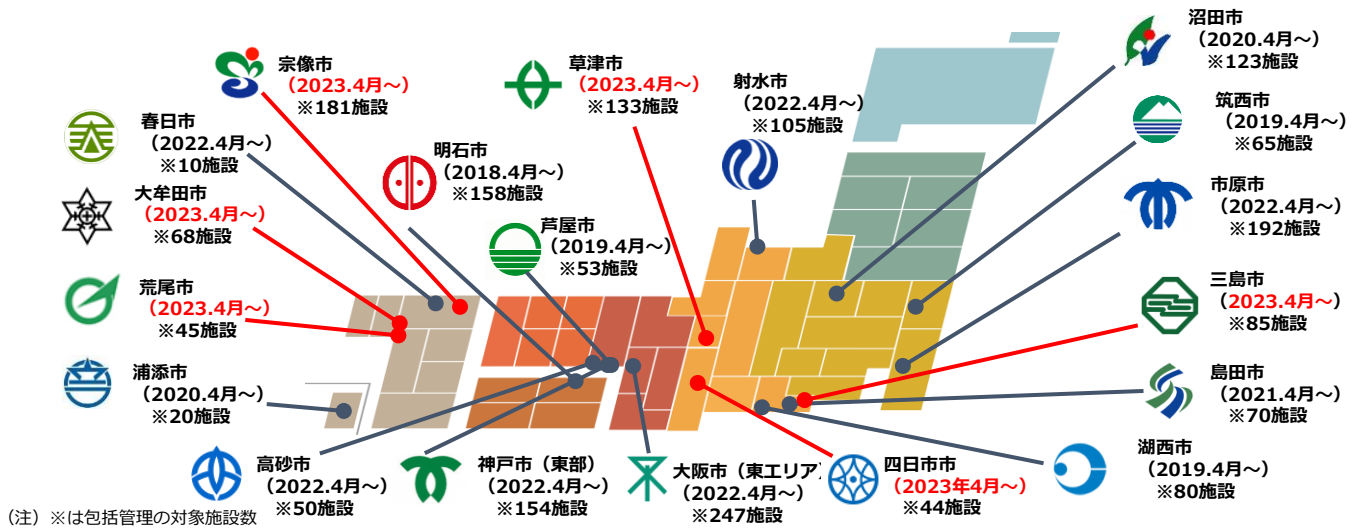 宗像市
（2023.4月～）
※181施設
草津市
（2023.4月～）
※133施設
射水市
（2022.4月～）
※105施設
沼田市
（2020.4月～）
※123施設
春日市
（2022.4月～）
※10施設
明石市
（2018.4月～）
※158施設
筑西市
（2019.4月～）
※65施設
大牟田市
（2023.4月～）
※68施設
芦屋市
（2019.4月～）
※53施設
市原市
（2022.4月～）
※192施設
荒尾市
（2023.4月～）
※45施設
三島市
（2023.4月～）
※85施設
浦添市
（2020.4月～）
※20施設
島田市
（2021.4月～）
※70施設
高砂市
（2022.4月～）
※50施設
神戸市（東部）
（2022.4月～）
※154施設
大阪市（東エリア）
（2022.4月～）
※247施設
四日市市
（2023年4月～）
※44施設
湖西市
（2019.4月～）
※80施設
（注）※は包括管理の対象施設数